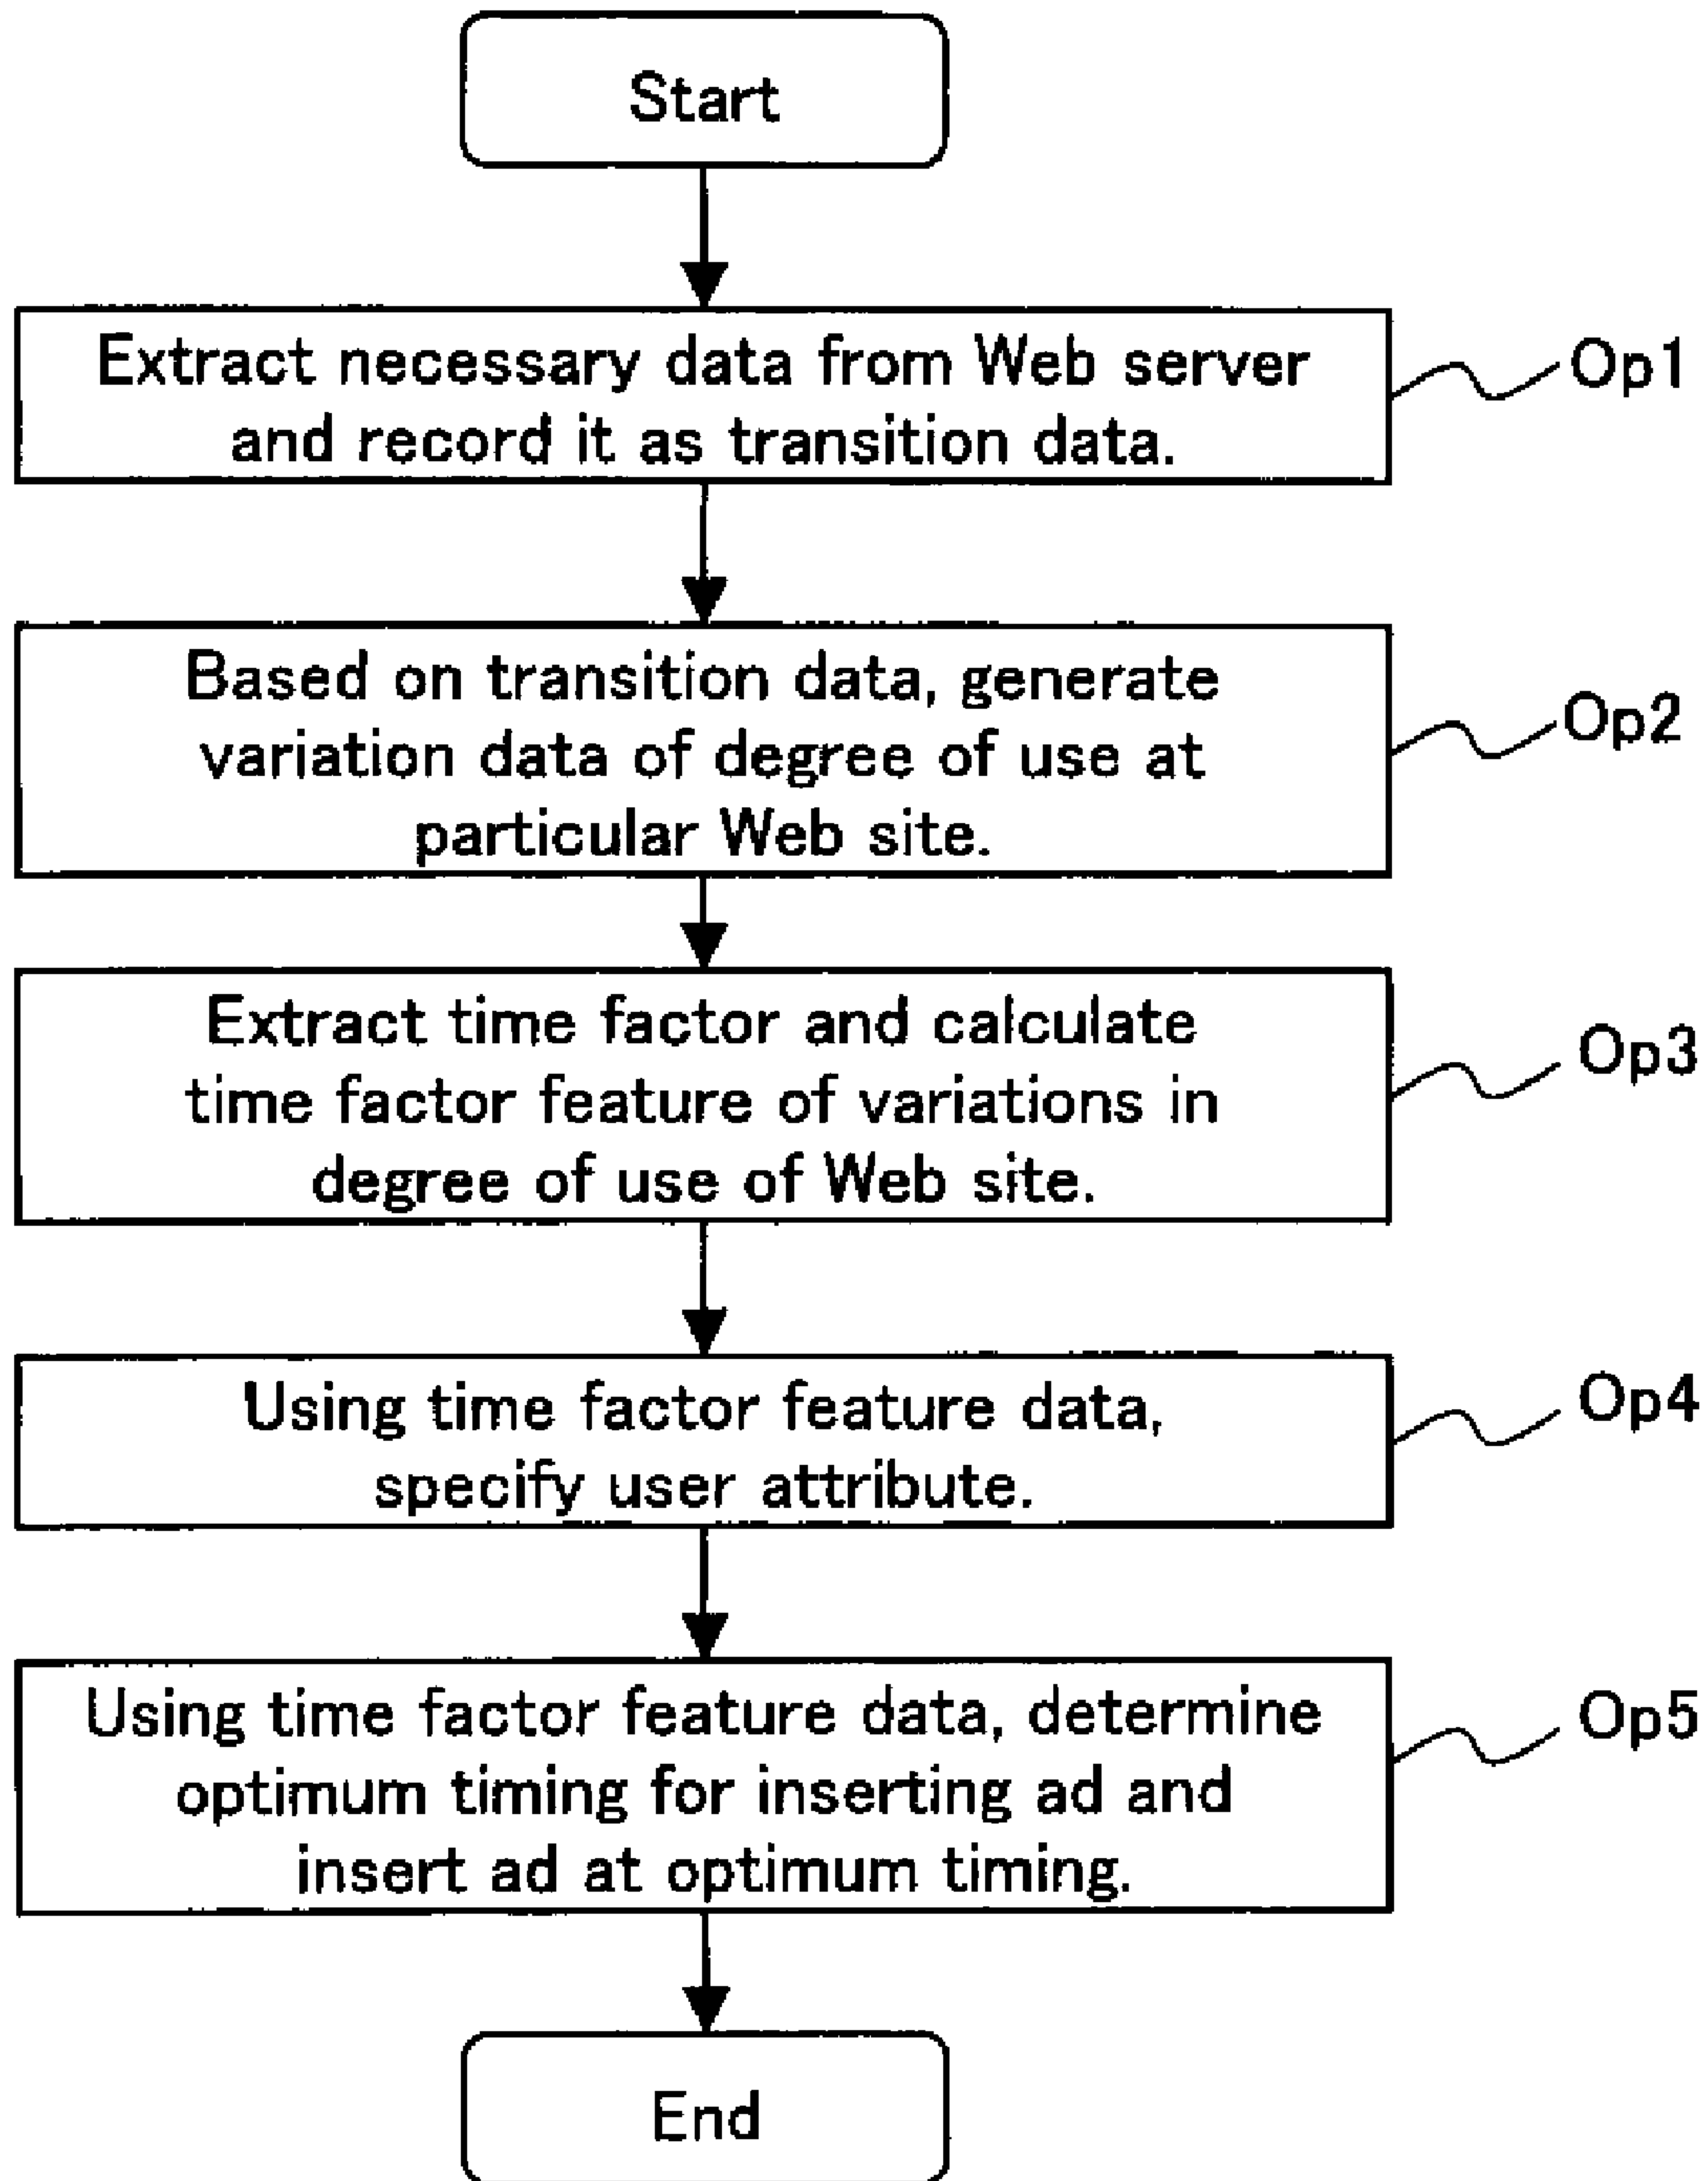 Start
Extract necessary data from Web server
and record it as transition data.
Op1
Based on transition data, generate
variation data of degree of use at
particular Web site.
Op2
Extract time factor and calculate
time factor feature of variations in
degree of use of Web site.
Op3
Using time factor feature data,
specify user attribute.
Op4
Using time factor feature data, determine
optimum timing for inserting ad and
insert ad at optimum timing.
Op5
End